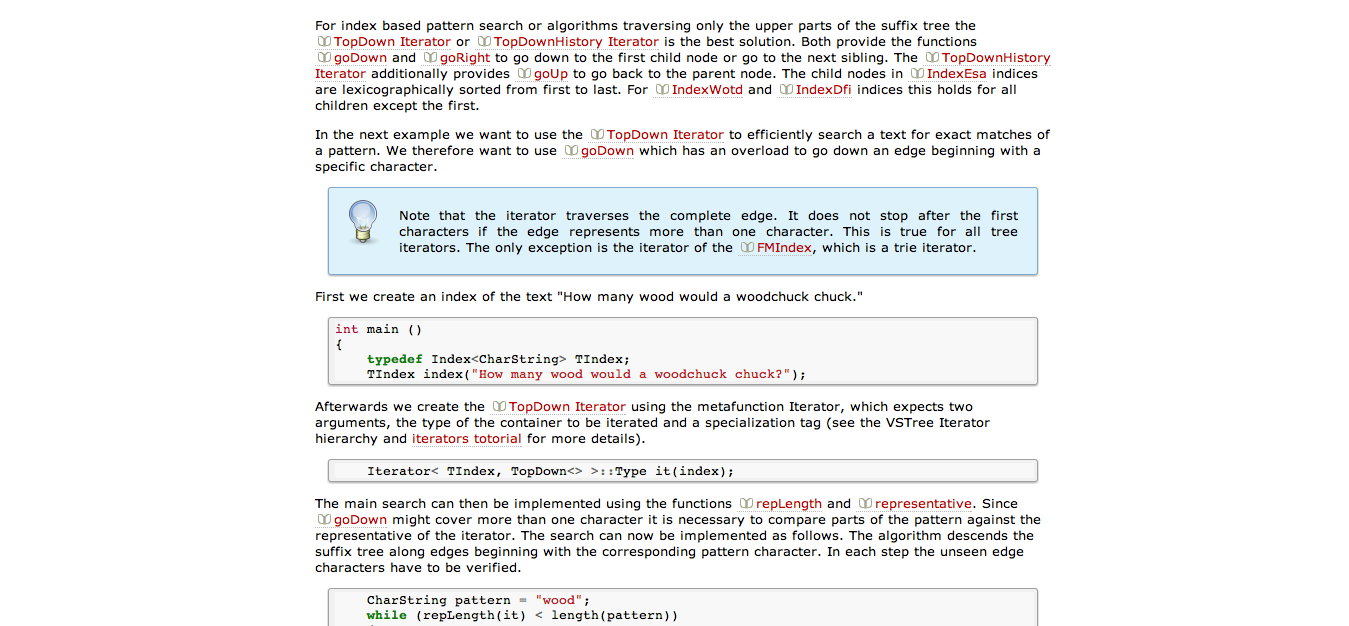 For index based pattern search or algorithms traversing only the upper parts of the suffix tree the
TopDown Iterator or TopDownHistory Iterator is the best solution. Both provide the functions
goDown and goRight to go down to the first child node or go to the next sibling. The TopDownHistory
Iterator additionally provides goUp to go back to the parent node. The child nodes in IndexEsa indices
are lexicographically sorted from first to last. For IndexWotd and IndexDfi indices this holds for all
children except the first.
In the next example we want to use the TopDown Iterator to efficiently search a text for exact matches of
a pattern. We therefore want to use goDown which has an overload to go down an edge beginning with a
specific character.
Note that the iterator traverses the complete edge. It does not stop after the first
characters if the edge represents more than one character. This is true for all tree
iterators. The only exception is the iterator of the FMIndex, which is a trie iterator.
First we create an index of the text "How many wood would a woodchuck chuck."
int main ()
{
    typedef Index<CharString> TIndex;
    TIndex index("How many wood would a woodchuck chuck?");
Afterwards we create the TopDown Iterator using the metafunction Iterator, which expects two
arguments, the type of the container to be iterated and a specialization tag (see the VSTree Iterator
hierarchy and iterators totorial for more details).
    Iterator< TIndex, TopDown<> >::Type it(index);
The main search can then be implemented using the functions repLength and representative. Since
goDown might cover more than one character it is necessary to compare parts of the pattern against the
representative of the iterator. The search can now be implemented as follows. The algorithm descends the
suffix tree along edges beginning with the corresponding pattern character. In each step the unseen edge
characters have to be verified.
    CharString pattern = "wood";
    while (repLength(it) < length(pattern))